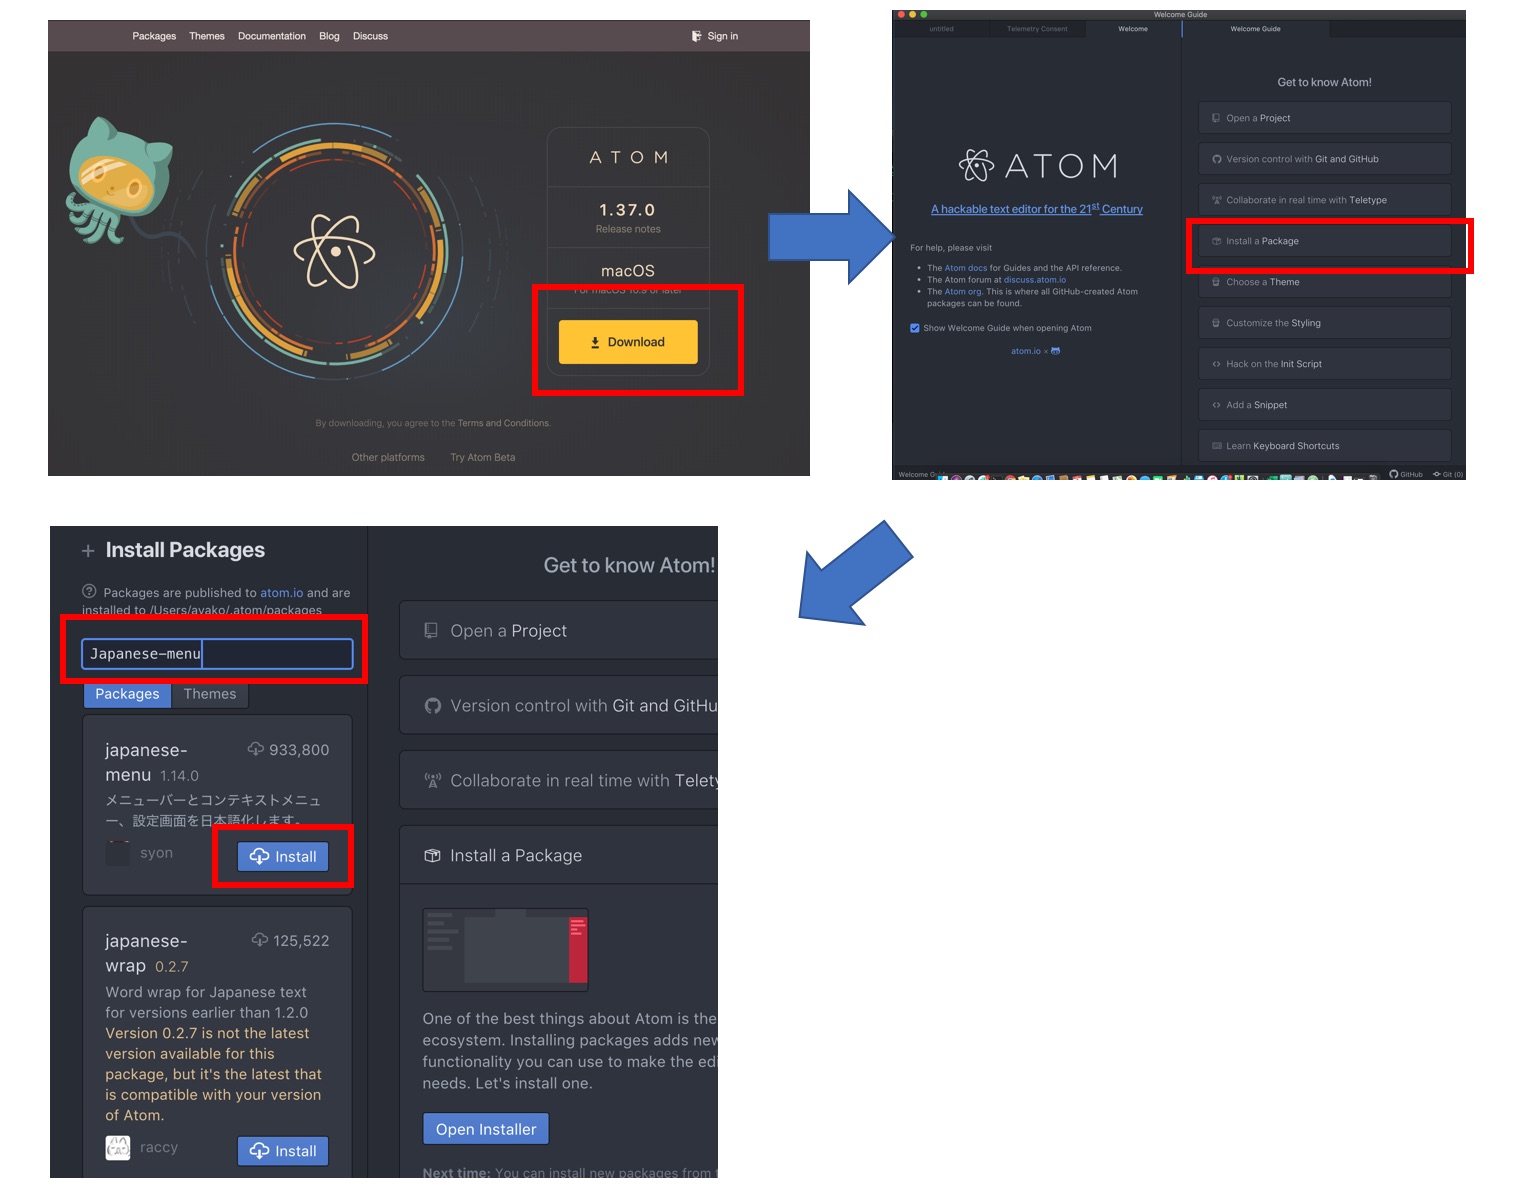 Packages Themes Documentation Blog Discuss Sign in
ATOM
1.37.0
Release notes
macOS
For macOS 10.9 or later
Download
By downloading, you agree to the Terms and Conditions.
Other platforms Try Atom Beta
Welcome Guide
untitled Telemetry Consent Welcome Welcome Guide
ATOM
A hackable text editor for the 21st Century
For help, please visit
• The Atom docs for Guides and the API reference.
• The Atom forum at discuss.atom.io
• The Atom org. This is where all GitHub-created Atom
packages can be found.
Show Welcome Guide when opening Atom
atom.io ×
Get to know Atom!
Open a Project
Version control with Git and GitHub
Collaborate in real time with Teletype
Install a Package
Choose a Theme
Customize the Styling
Hack on the Init Script
Add a Snippet
Learn Keyboard Shortcuts
Welcome Gu
GitHub Git (0)
Install Packages
Packages are published to atom.io and are
installed to /Users/ayako/.atom/packages
Japanese-menu
Packages Themes
japanese- 933,800
menu 1.14.0
メニューバーとコンテキストメニュ
ー、設定画面を日本語化します。
syon Install
japanese- 125,522
wrap 0.2.7
Word wrap for Japanese text
for versions earlier than 1.2.0
Version 0.2.7 is not the latest
version available for this
package, but it's the latest that
is compatible with your version
of Atom.
raccy Install
Get to know Atom!
Open a Project
Version control with Git and GitHu
Collaborate in real time with Telety
Install a Package
One of the best things about Atom is the
ecosystem. Installing packages adds new
functionality you can use to make the edi
needs. Let's install one.
Open Installer
Next time: You can install new packages from t